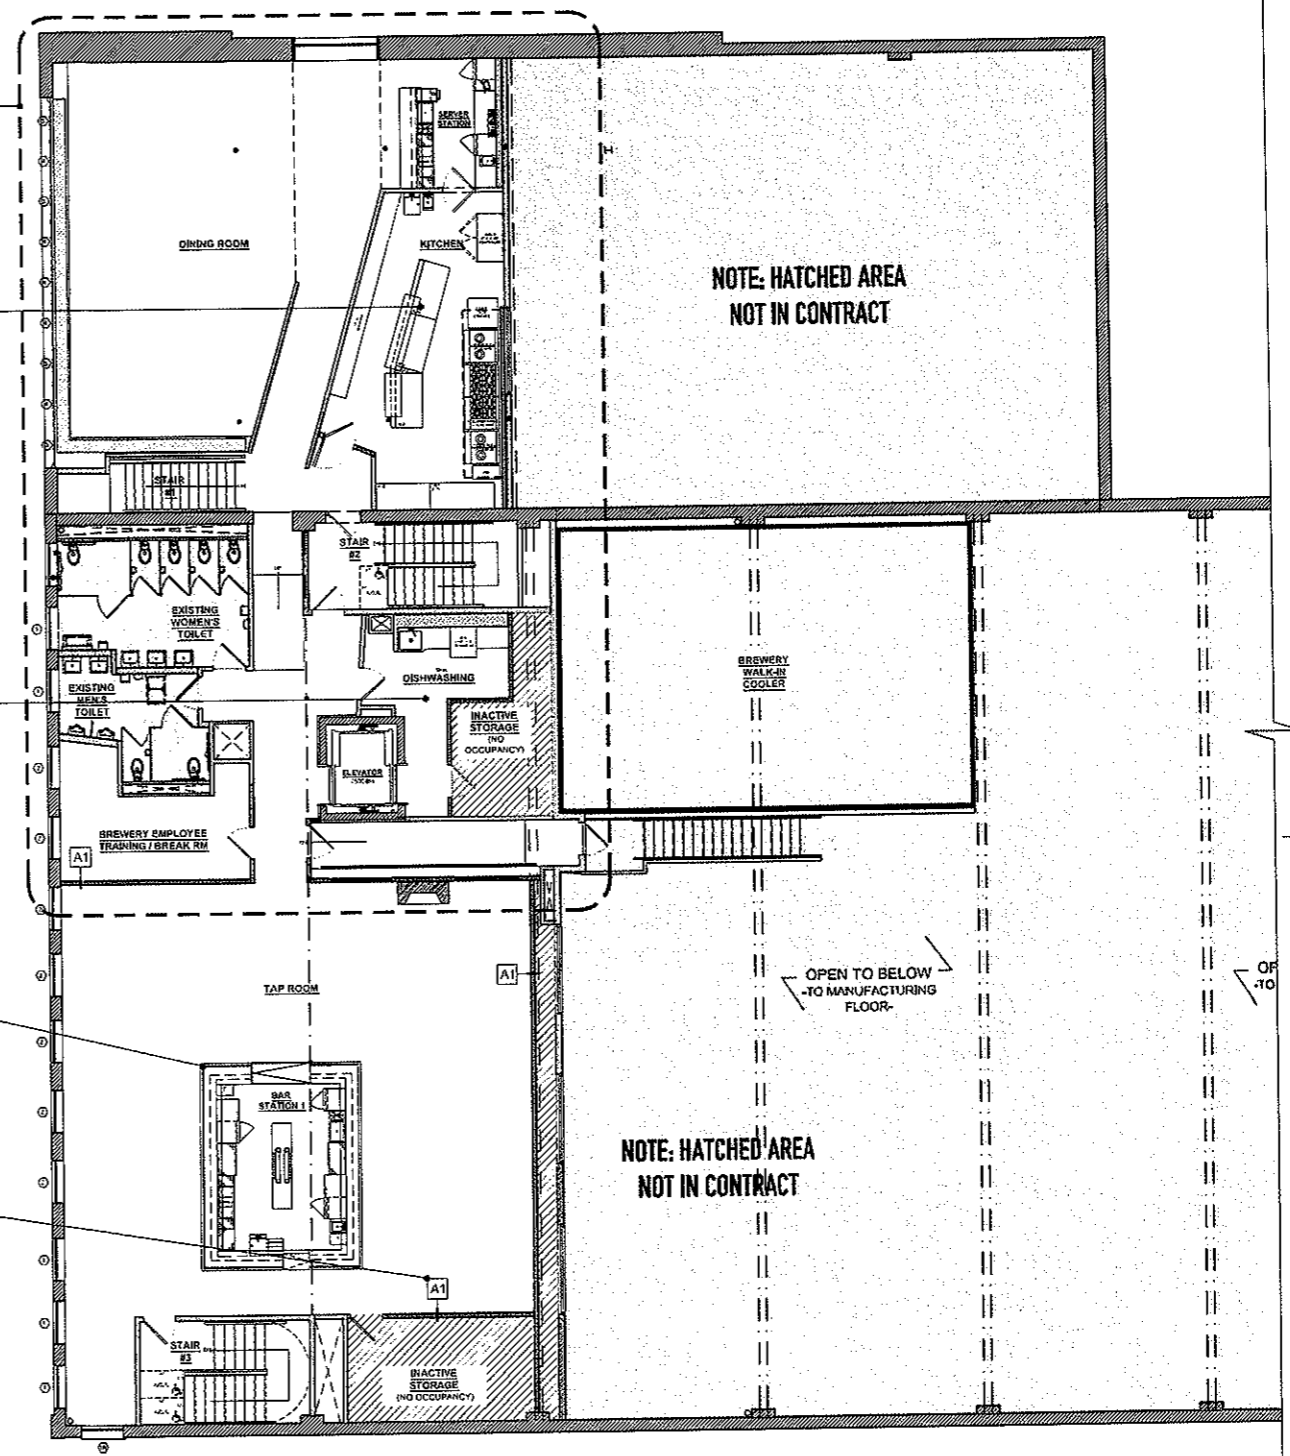 SERVER
STATION
DINING ROOM
KITCHEN
NOTE: HATCHED AREA
NOT IN CONTRACT
STAIR
#1
STAIR
#2
EXISTING
WOMEN'S
TOILET
BREWERY
WALK-IN
COOLER
DISHWASHING
EXISTING
MEN'S
TOILET
INACTIVE
STORAGE
(NO
OCCUPANCY)
ELEVATOR
BREWERY EMPLOYEE
TRAINING / BREAK RM
A1
A1
TAP ROOM
OPEN TO BELOW
-TO MANUFACTURING
FLOOR-
OP
-TO
BAR
STATION 1
NOTE: HATCHED AREA
NOT IN CONTRACT
A1
STAIR
#3
INACTIVE
STORAGE
(NO OCCUPANCY)